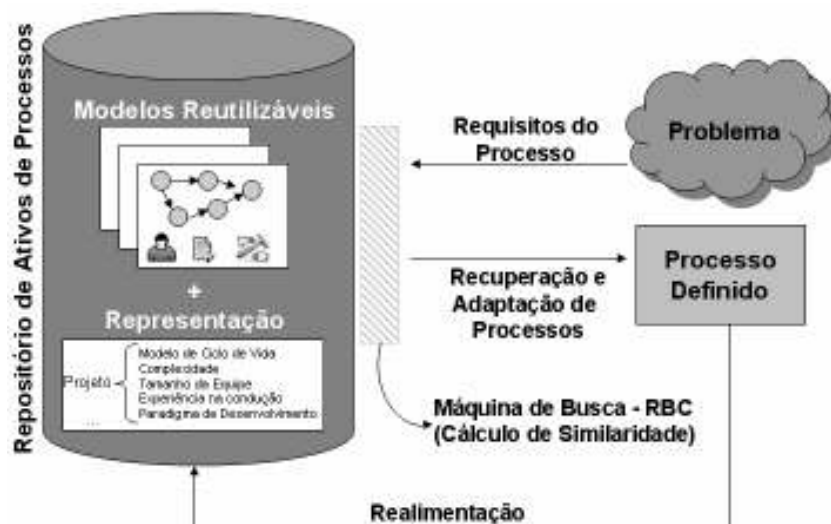 Repositório de Ativos de Processos
Modelos Reutilizáveis
+
Representação
Projeto
Modelo de Ciclo de Vida
Complexidade
Tamanho da Equipe
Experiência na condução
Paradigma de Desenvolvimento
...
Requisitos do
Processo
Problema
Recuperação e
Adaptação de
Processos
Processo
Definido
Máquina de Busca - RBC
(Cálculo de Similaridade)
Realimentação